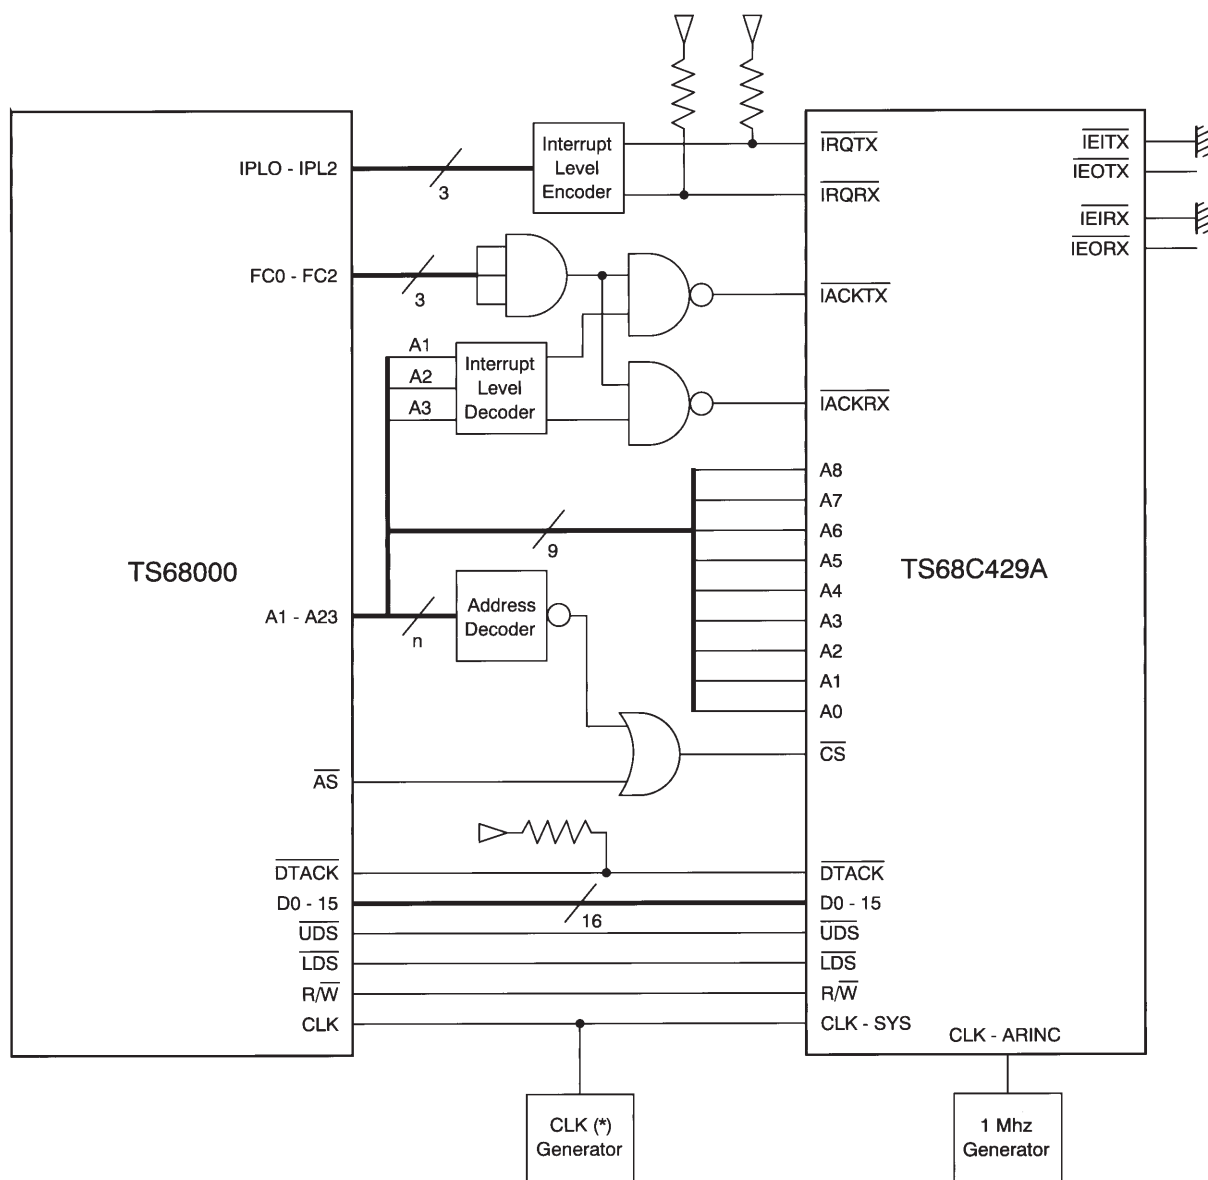 IPLO - IPL2
3
Interrupt
Level
Encoder
IRQTX
IRQRX
IEITX
IEOTX
IEIRX
IEORX
FC0 - FC2
3
IACKTX
A1
A2
A3
Interrupt
Level
Decoder
IACKRX
A8
A7
A6
A5
A4
A3
A2
A1
A0
9
TS68000
TS68C429A
A1 - A23
n
Address
Decoder
CS
AS
DTACK
DTACK
D0 - 15
16
D0 - 15
UDS
UDS
LDS
LDS
R/W
R/W
CLK
CLK - SYS
CLK - ARINC
CLK (*)
Generator
1 Mhz
Generator